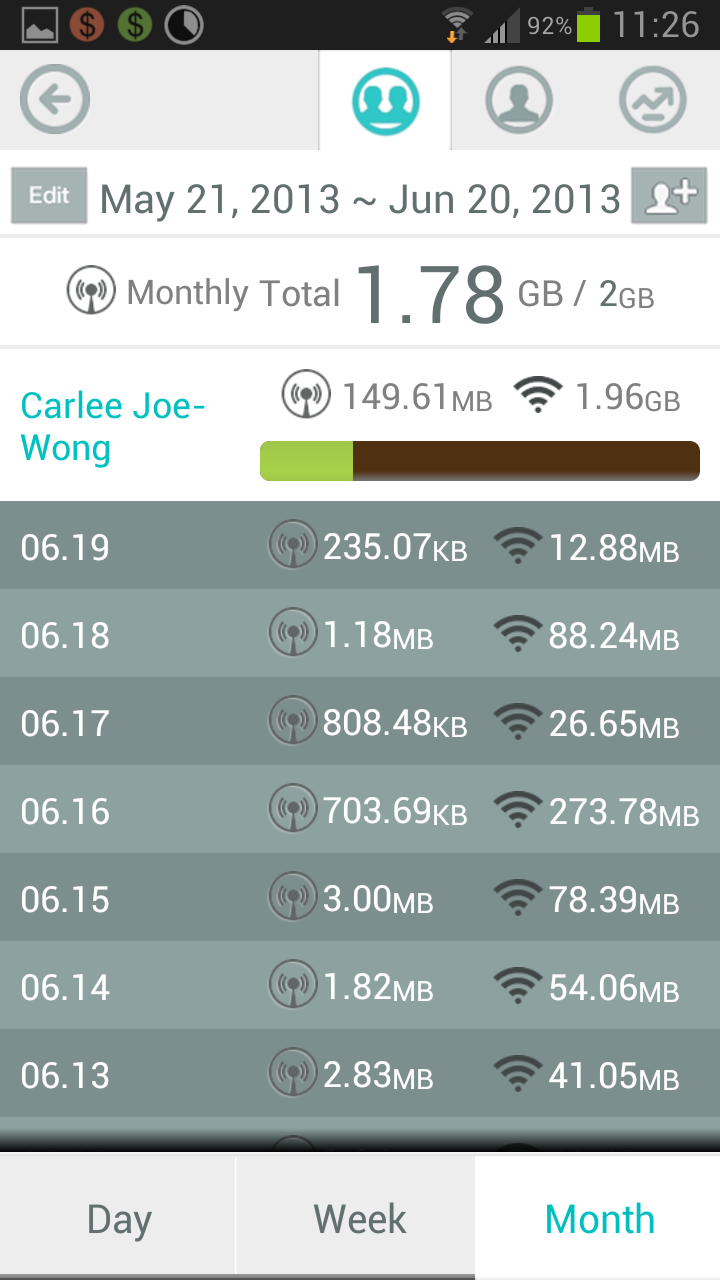 92% 11:26
Edit May 21, 2013 ~ Jun 20, 2013
Monthly Total 1.78 GB / 2GB
Carlee Joe-
Wong
149.61MB 1.96GB
06.19 235.07KB 12.88MB
06.18 1.18MB 88.24MB
06.17 808.48KB 26.65MB
06.16 703.69KB 273.78MB
06.15 3.00MB 78.39MB
06.14 1.82MB 54.06MB
06.13 2.83MB 41.05MB
Day Week Month